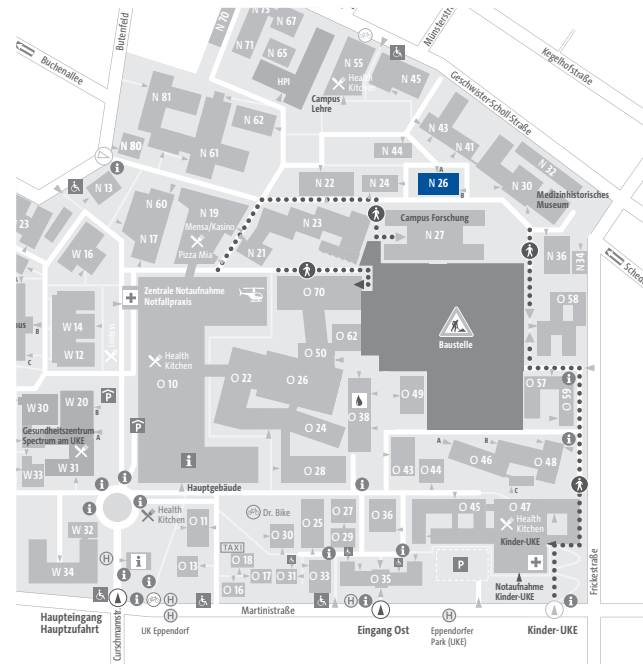 N 70
N 73
N 67
N 71
N 65
HPI
N 55
Health
Kitchen
N 45
Campus
Lehre
Butenfeld
Buchenallee
Münsterstraße
Kegelhofstraße
Geschwister-Scholl-Straße
N 81
N 62
N 61
N 80
N 13
N 43
N 41
N 44
N 32
N 30
N 22
N 24
N 26
A
B
Medizinhistorisches
Museum
N 60
N 19
Mensa/Kasino
N 17
Pizza Mia
N 21
N 23
Campus Forschung
N 27
N 36
N 34
W 16
Zentrale Notaufnahme
Notfallpraxis
O 70
O 58
W 14
W 12
B
C
O 62
O 50
Baustelle
Health
Kitchen
O 10
O 22
O 26
O 24
O 28
O 38
O 49
O 57
O 59
P
W 30
W 20
B
A
Gesundheitszentrum
Spectrum am UKE
W 33
W 31
P
i
Hauptgebäude
A
B
C
O 43
O 44
O 46
O 48
O 45
O 47
Health
Kitchen
Kinder-UKE
Notaufnahme
Kinder-UKE
P
W 32
W 34
Health
Kitchen
O 11
O 13
Dr. Bike
O 30
O 25
O 27
O 29
O 36
TAXI
O 18
O 17
O 16
O 31
O 33
O 35
H
Martinistraße
Frickestraße
Haupteingang
Hauptzufahrt
Curschmannstr.
UK Eppendorf
Eingang Ost
Eppendorfer
Park (UKE)
Kinder-UKE